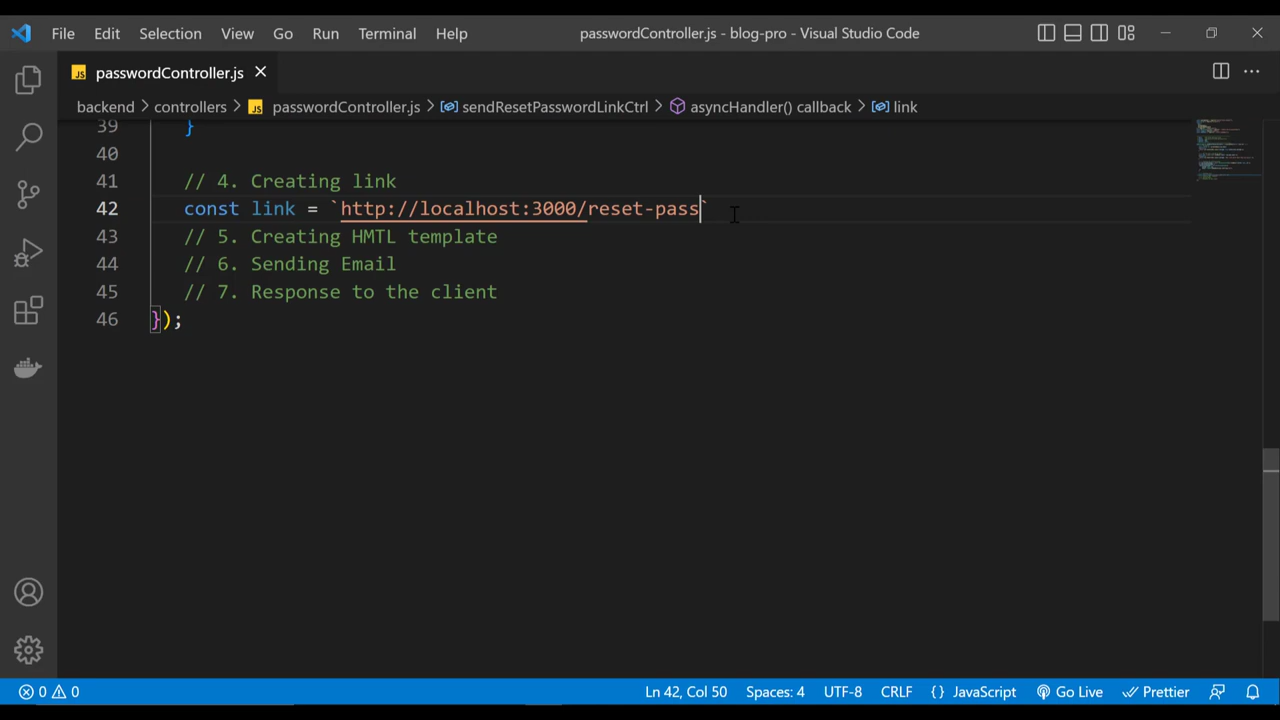 File Edit Selection View Go Run Terminal Help passwordController.js - blog-pro - Visual Studio Code
JS passwordController.js
backend > controllers > JS passwordController.js > sendResetPasswordLinkCtrl > asyncHandler() callback > link
39 }
40
41 // 4. Creating link
42 const link = `http://localhost:3000/reset-pass`
43 // 5. Creating HMTL template
44 // 6. Sending Email
45 // 7. Response to the client
46 });
0 0 Ln 42, Col 50 Spaces: 4 UTF-8 CRLF {} JavaScript Go Live Prettier